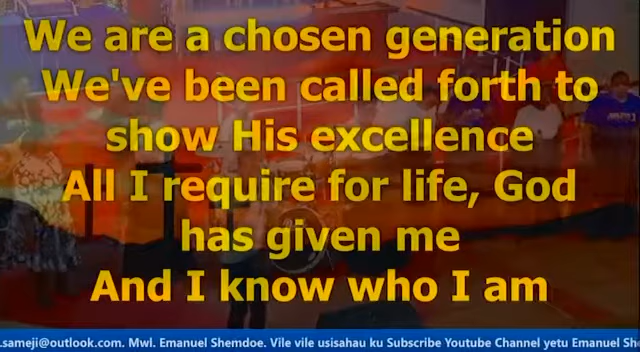 We are a chosen generation
We've been called forth to
show His excellence
All I require for life, God
has given me
And I know who I am
.sameji@outlook.com. Mwl. Emanuel Shemdoe. Vile vile usisahau ku Subscribe Youtube Channel yetu Emanuel Sh